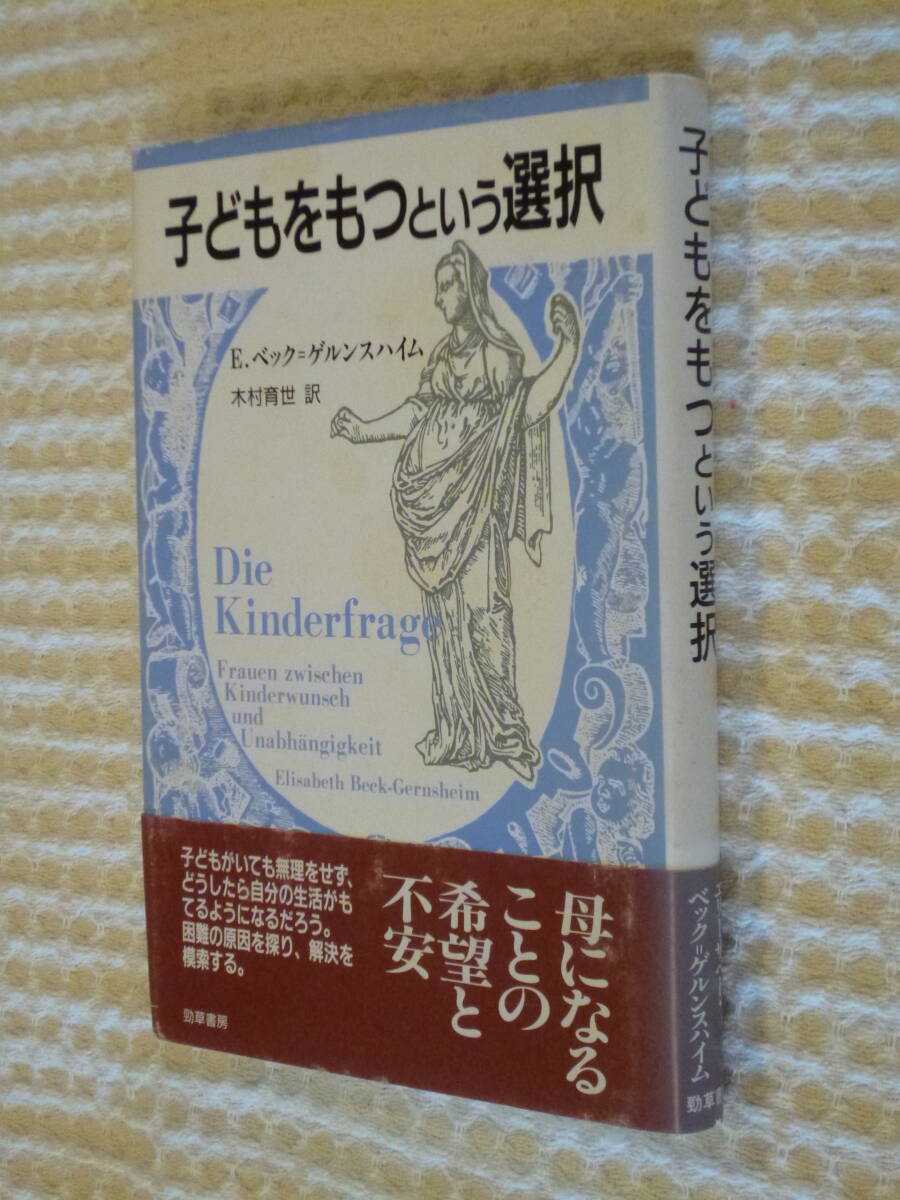 子どもをもつという選択
E.ベック=ゲルンスハイム
木村育世 訳
Die
Kinderfrage
Frauen zwischen
Kinderwunsch
und
Unabhängigkeit
Elisabeth Beck-Gernsheim
母になる
ことの
希望と
不安
子どもがいても無理をせず、
どうしたら自分の生活がも
てるようになるだろう。
困難の原因を探り、解決を
模索する。
勁草書房
子どもをもつという選択
ベック=ゲルンスハイム
勁草書